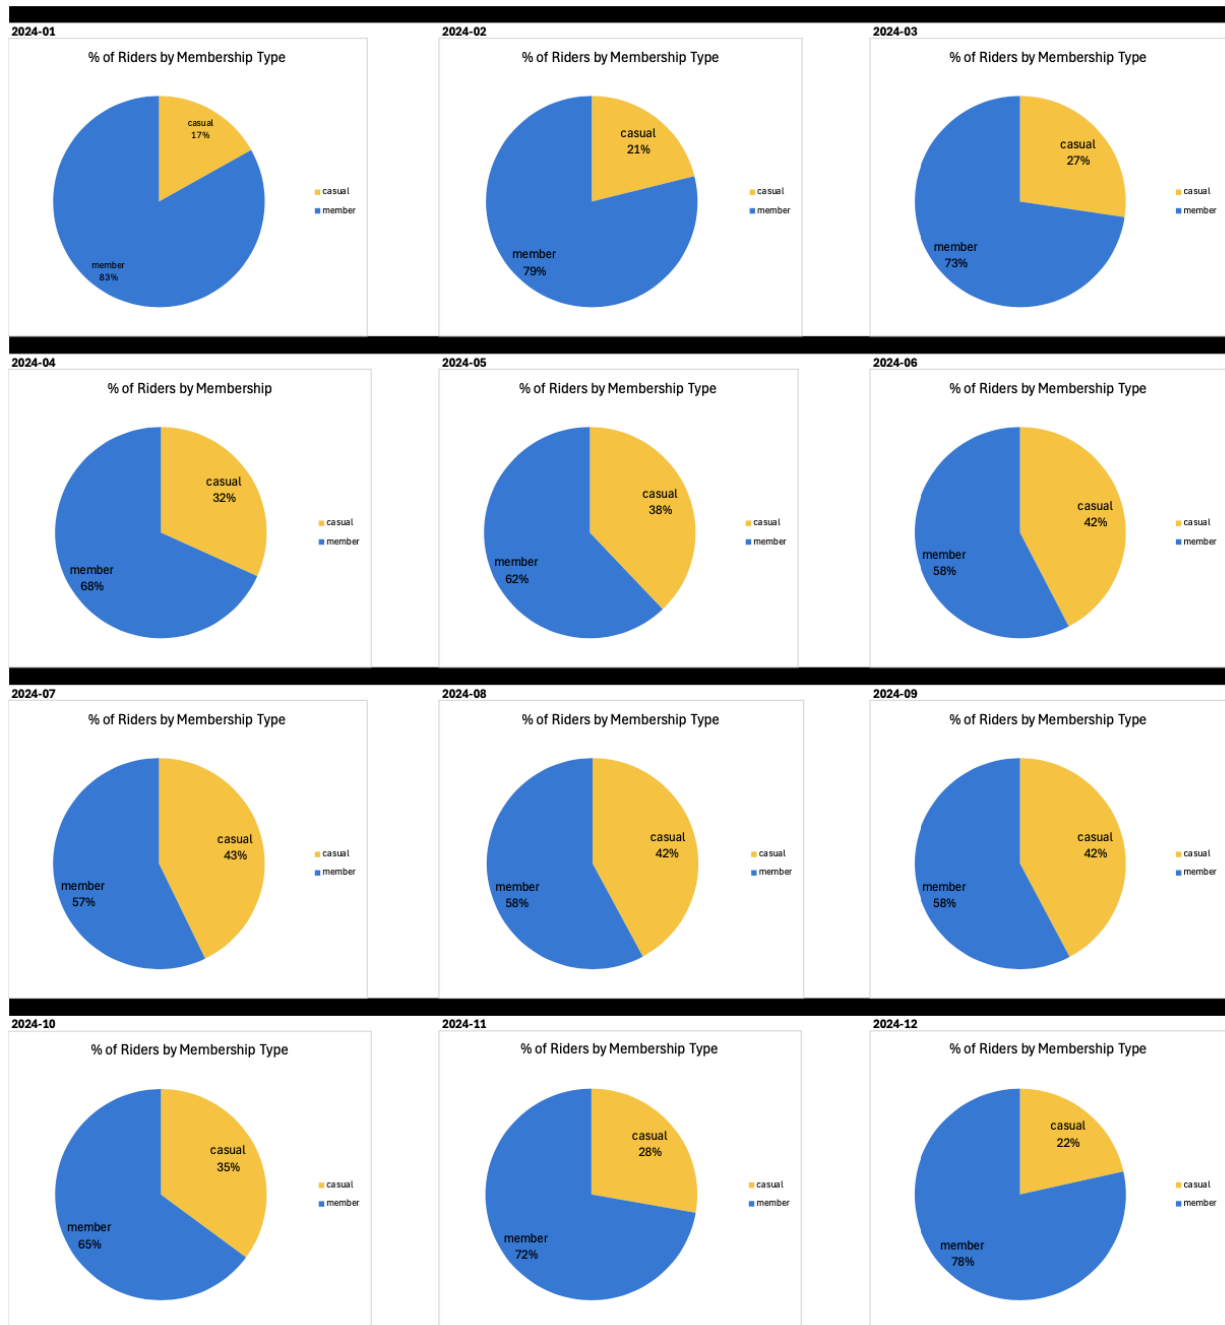 2024-01
% of Riders by Membership Type
casual
17%
member
83%
casual
member
2024-02
% of Riders by Membership Type
casual
21%
member
79%
casual
member
2024-03
% of Riders by Membership Type
casual
27%
member
73%
casual
member
2024-04
% of Riders by Membership
casual
32%
member
68%
casual
member
2024-05
% of Riders by Membership Type
casual
38%
member
62%
casual
member
2024-06
% of Riders by Membership Type
casual
42%
member
58%
casual
member
2024-07
% of Riders by Membership Type
casual
43%
member
57%
casual
member
2024-08
% of Riders by Membership Type
casual
42%
member
58%
casual
member
2024-09
% of Riders by Membership Type
casual
42%
member
58%
casual
member
2024-10
% of Riders by Membership Type
casual
35%
member
65%
casual
member
2024-11
% of Riders by Membership Type
casual
28%
member
72%
casual
member
2024-12
% of Riders by Membership Type
casual
22%
member
78%
casual
member